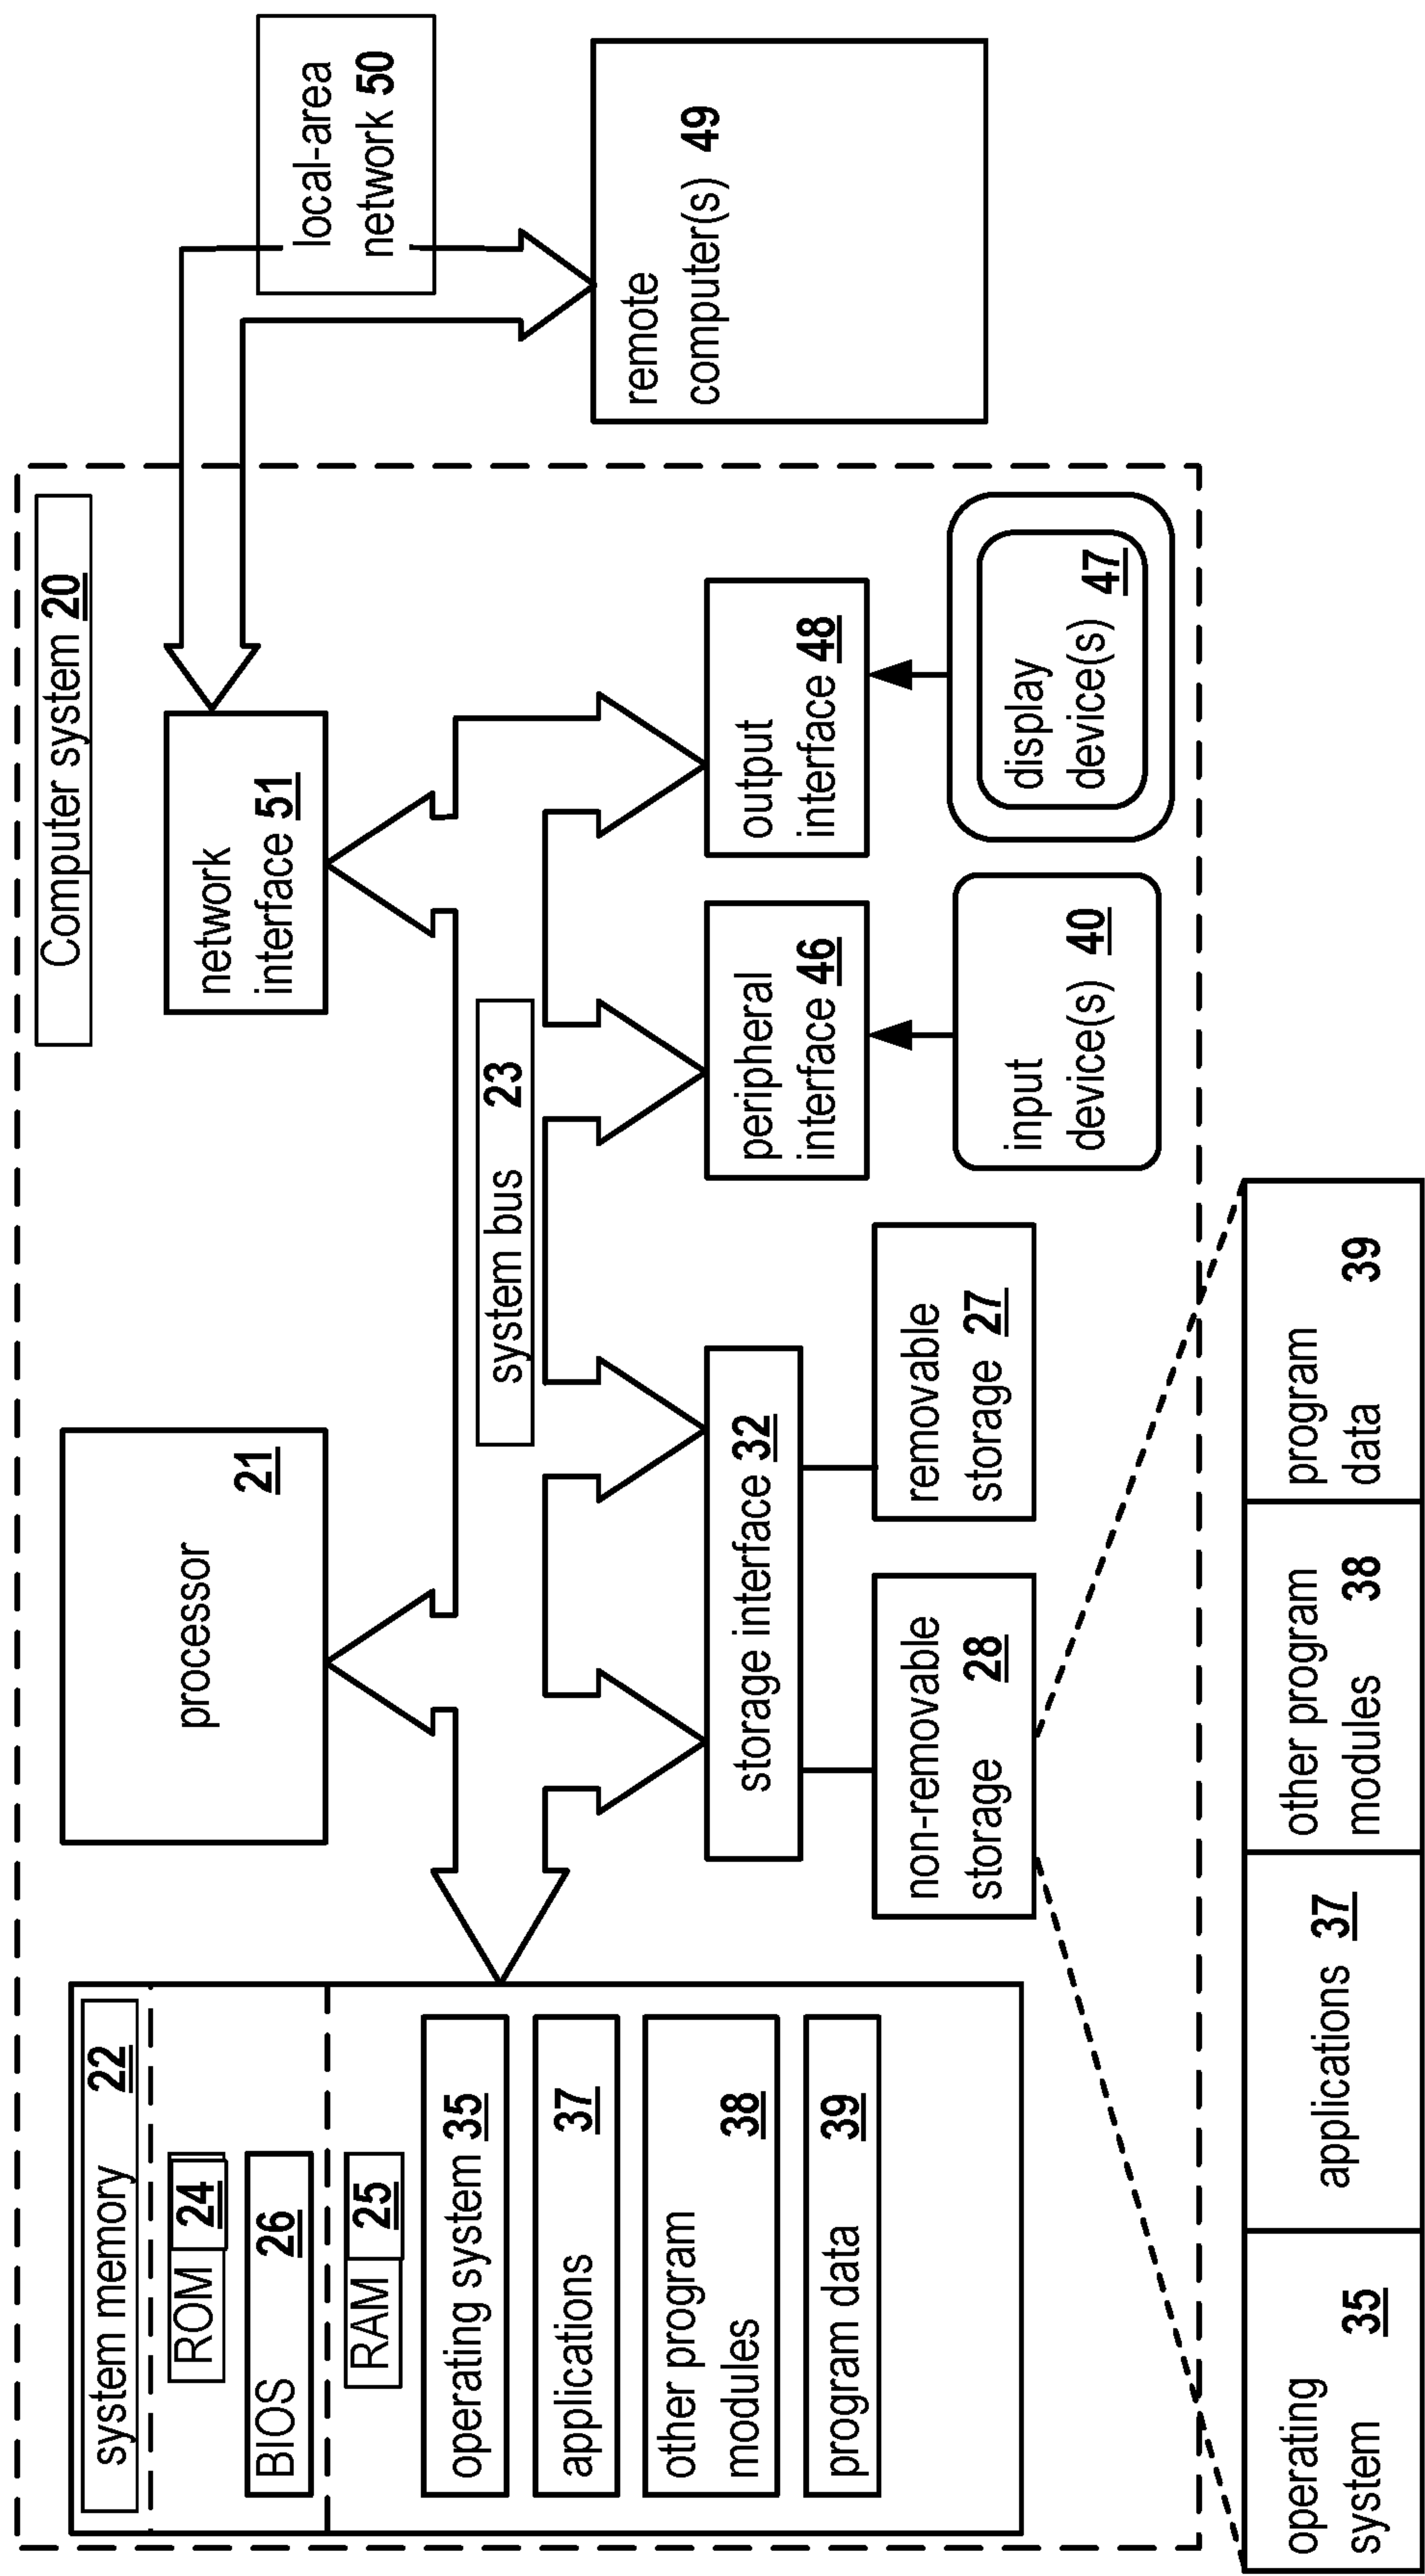 Computer system 20
system memory 22
ROM 24
BIOS 26
RAM 25
operating system 35
applications 37
other program
modules 38
program data 39
processor 21
network
interface 51
local-area
network 50
system bus 23
storage interface 32
peripheral
interface 46
output
interface 48
remote
computer(s) 49
non-removable
storage 28
removable
storage 27
input
device(s) 40
display
device(s) 47
operating
system 35
applications 37
other program
modules 38
program
data 39